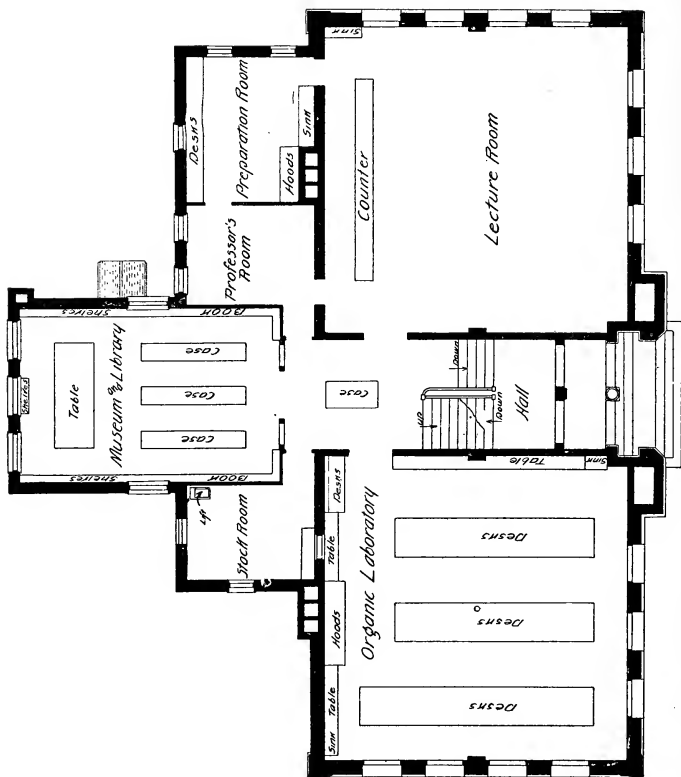 Sink
Desks
Preparation Room
Sink
Hoods
Counter
Lecture Room
Professor's
Room
Shelves
Book
Museum & Library
Shelves
Table
Case
Case
Case
Shelves
Book
Case
Down
Up
Down
Hall
Lift
Stock Room
Desks
Table
Sink
Table
Hoods
Organic Laboratory
Desks
Desks
Desks
Table
Sink